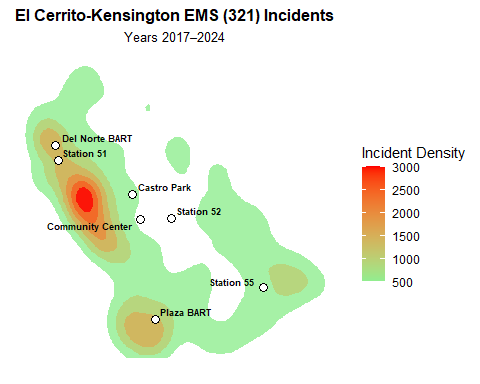 El Cerrito-Kensington EMS (321) Incidents
Years 2017–2024
Del Norte BART
Station 51
Castro Park
Station 52
Community Center
Station 55
Plaza BART
Incident Density
3000
2500
2000
1500
1000
500